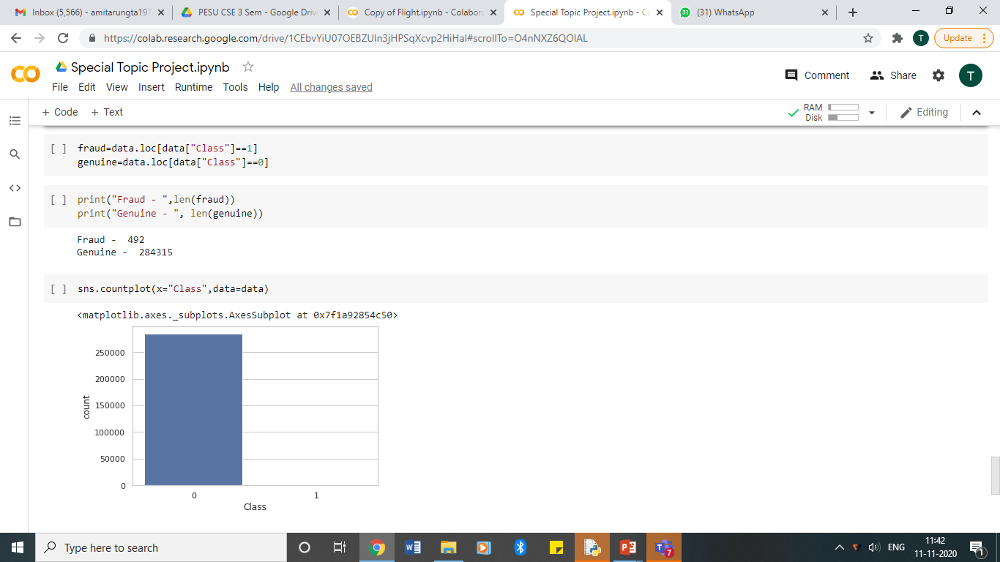 Inbox (5,566) - amitarungta197
PESU CSE 3 Sem - Google Driv
Copy of Flight.ipynb - Colabora
Special Topic Project.ipynb - Co
(31) WhatsApp
https://colab.research.google.com/drive/1CEbvYiU07OEBZUIn3jHPSqXcvp2HiHaI#scrollTo=O4nNXZ6QOIAL
T
Update
Special Topic Project.ipynb
Comment
Share
T
File Edit View Insert Runtime Tools Help All changes saved
+ Code + Text
RAM
Disk
Editing
[ ] fraud=data.loc[data["Class"]==1]
genuine=data.loc[data["Class"]==0]
[ ] print("Fraud - ",len(fraud))
print("Genuine - ", len(genuine))
Fraud -  492
Genuine -  284315
[ ] sns.countplot(x="Class",data=data)
<matplotlib.axes._subplots.AxesSubplot at 0x7f1a92854c50>
250000
200000
150000
100000
50000
0
count
0 1
Class
Type here to search
ENG
11:42
11-11-2020
7
1